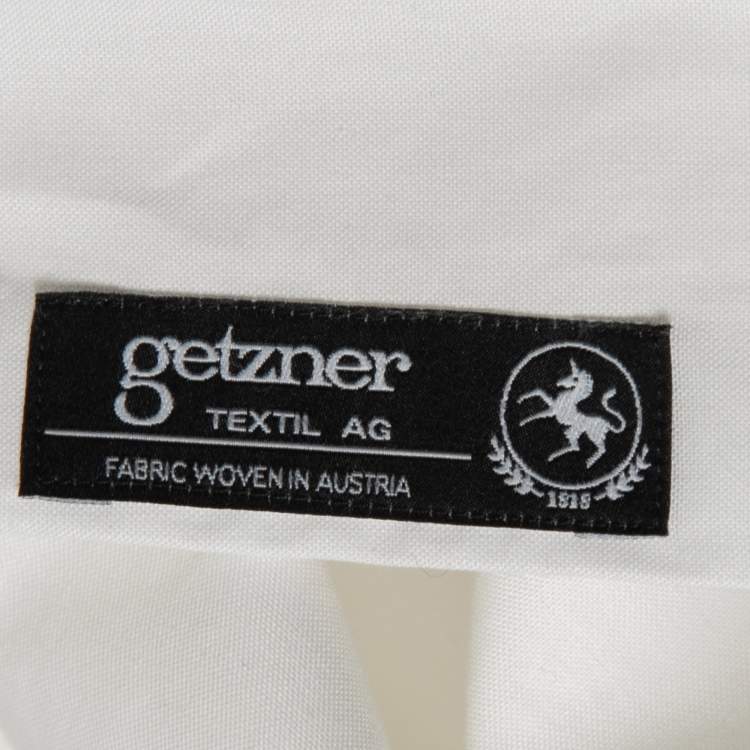 getzner
TEXTIL AG
FABRIC WOVEN IN AUSTRIA
1818